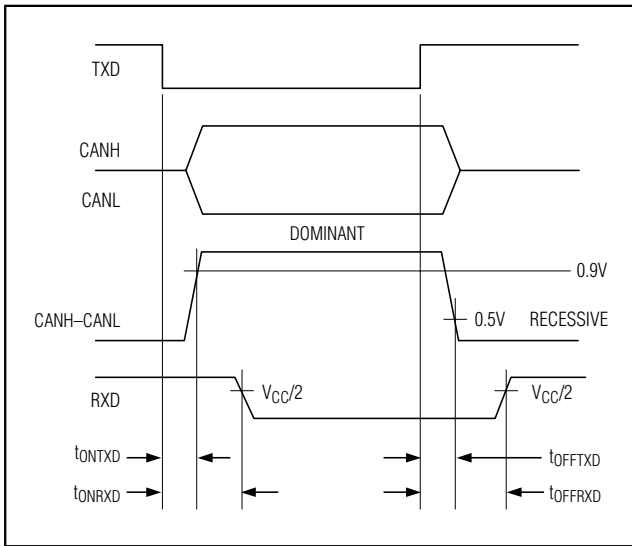 TXD
CANH
CANL
DOMINANT
0.9V
CANH–CANL
0.5V RECESSIVE
RXD
VCC/2
VCC/2
tONTXD
tOFFTXD
tONRXD
tOFFRXD